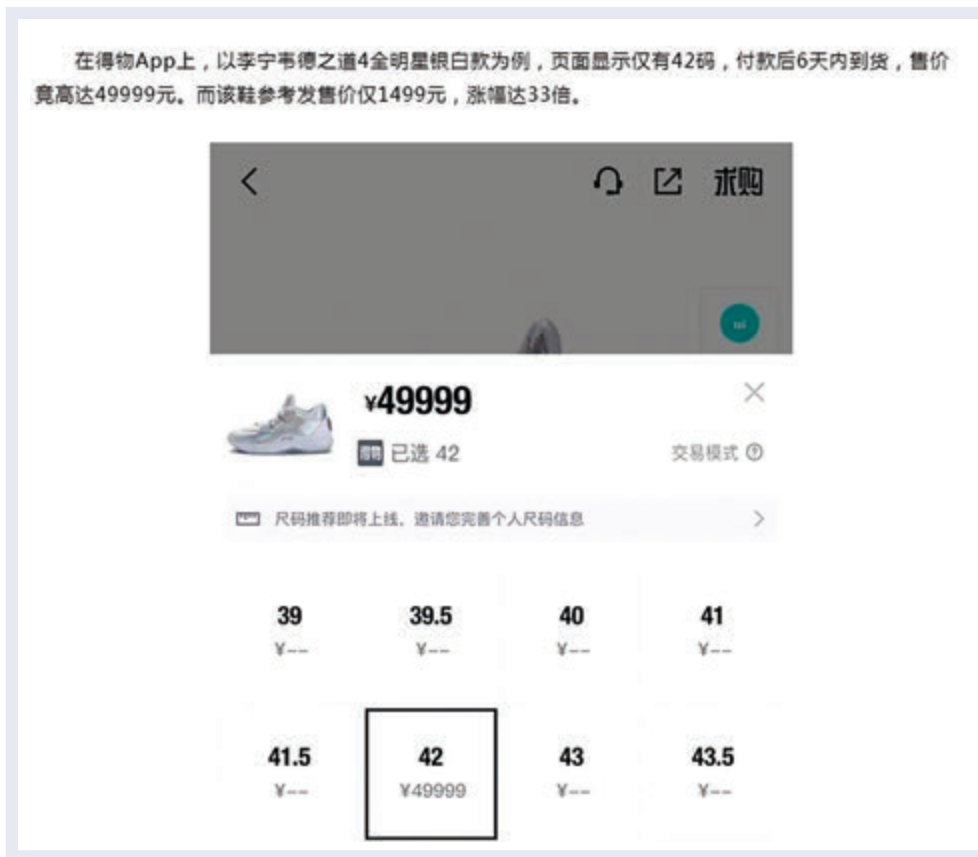 在得物App上，以李宁韦德之道4全明星银白款为例，页面显示仅有42码，付款后6天内到货，售价
竟高达49999元。而该鞋参考发售价仅1499元，涨幅达33倍。
求购
¥49999
得物 已选 42
交易模式
尺码推荐即将上线，邀请您完善个人尺码信息
39 39.5 40 41
¥-- ¥-- ¥-- ¥--
41.5 42 43 43.5
¥-- ¥49999 ¥-- ¥--